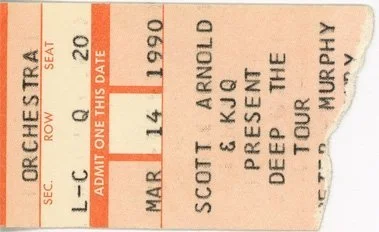 ORCHESTRA
SEC. ROW SEAT
L-C Q 20
ADMIT ONE THIS DATE
MAR 14 1990
SCOTT ARNOLD
& KJQ
PRESENT
DEEP THE
TOUR
PETER MURPHY